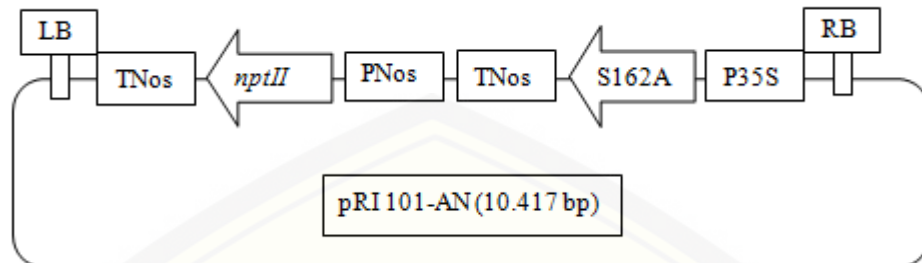 LB
RB
TNos
nptII
PNos
TNos
S162A
P35S
pRI 101-AN (10.417 bp)